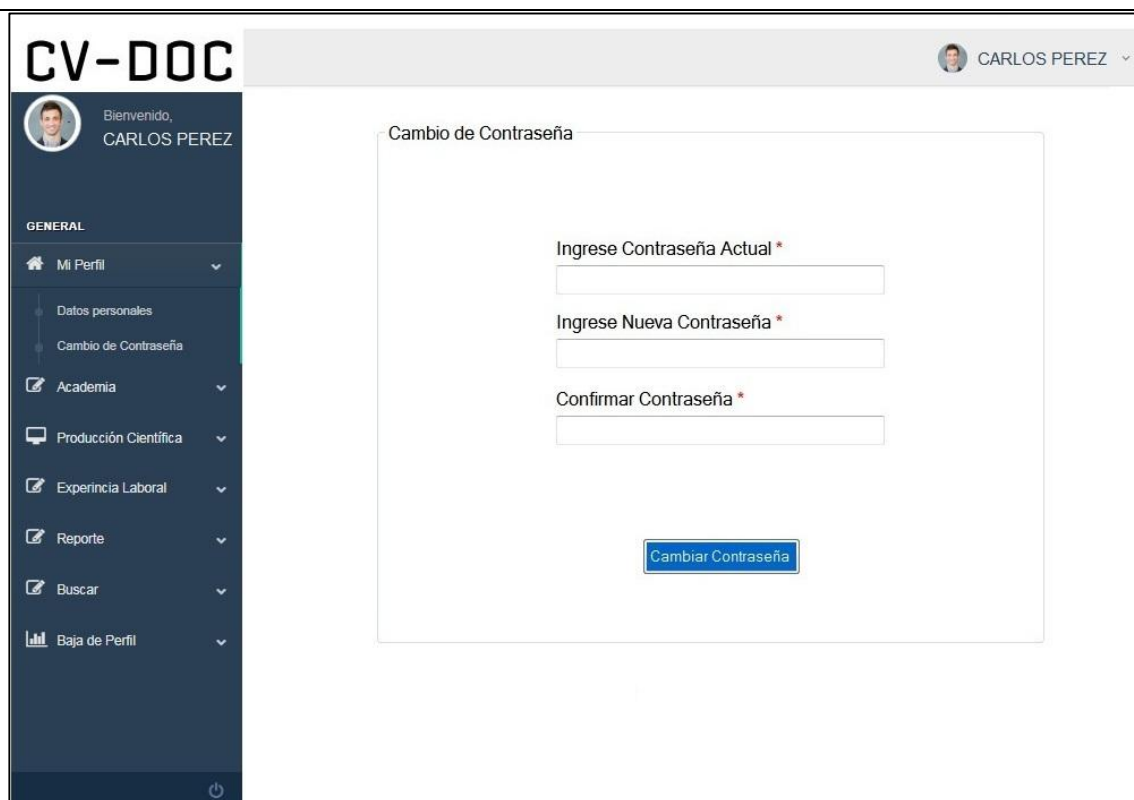 CV-DOC
CARLOS PEREZ
Bienvenido,
CARLOS PEREZ
GENERAL
Mi Perfil
Datos personales
Cambio de Contraseña
Academia
Producción Científica
Experincia Laboral
Reporte
Buscar
Baja de Perfil
Cambio de Contraseña
Ingrese Contraseña Actual *
Ingrese Nueva Contraseña *
Confirmar Contraseña *
Cambiar Contraseña